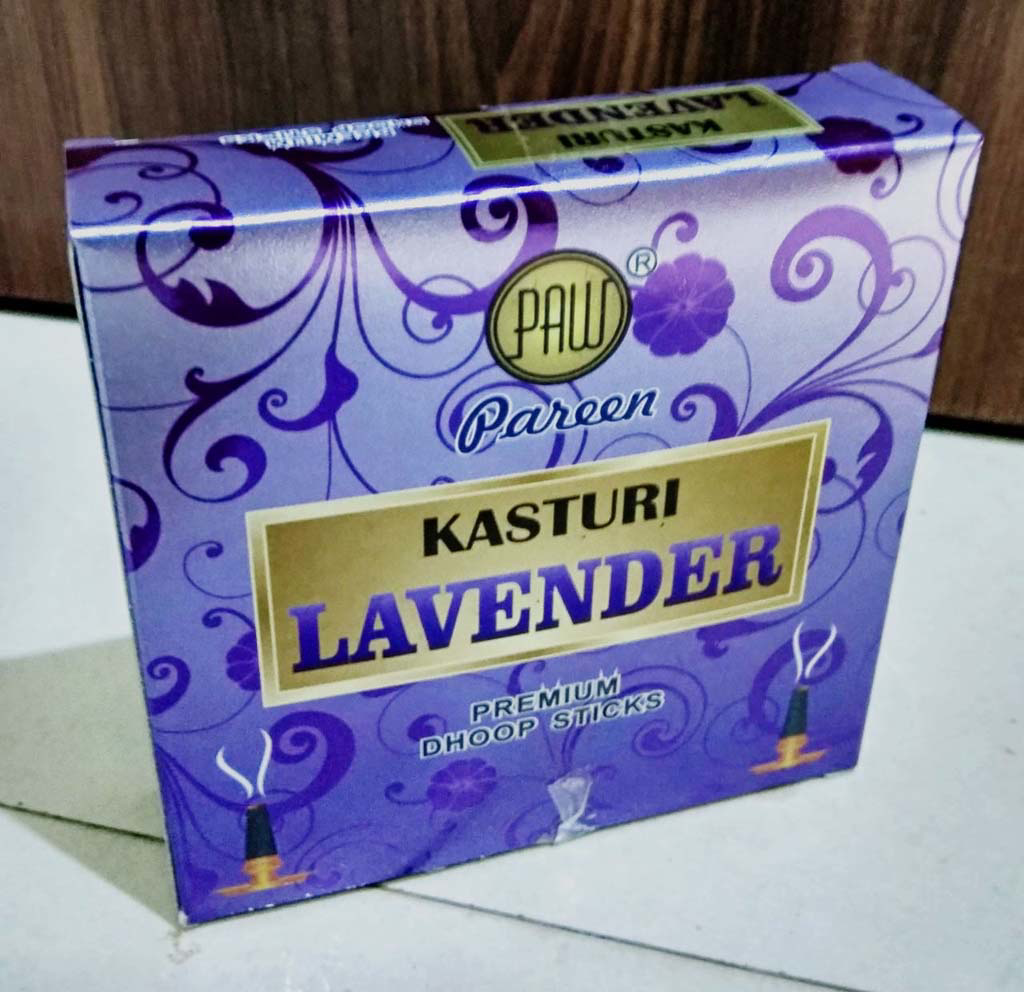 KASTURI
LAVENDER
PAW ®
Pareen
KASTURI
LAVENDER
PREMIUM
DHOOP STICKS